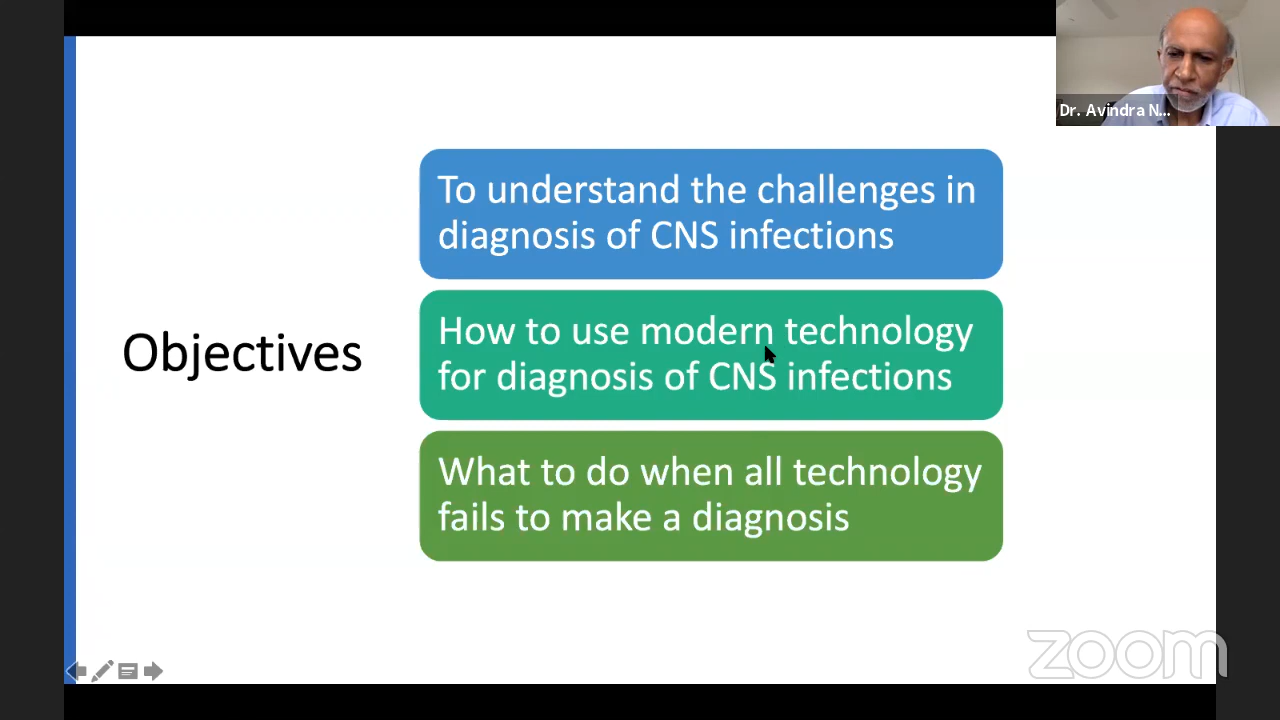 Dr. Avindra N...
To understand the challenges in
diagnosis of CNS infections
Objectives
How to use modern technology
for diagnosis of CNS infections
What to do when all technology
fails to make a diagnosis
zoom